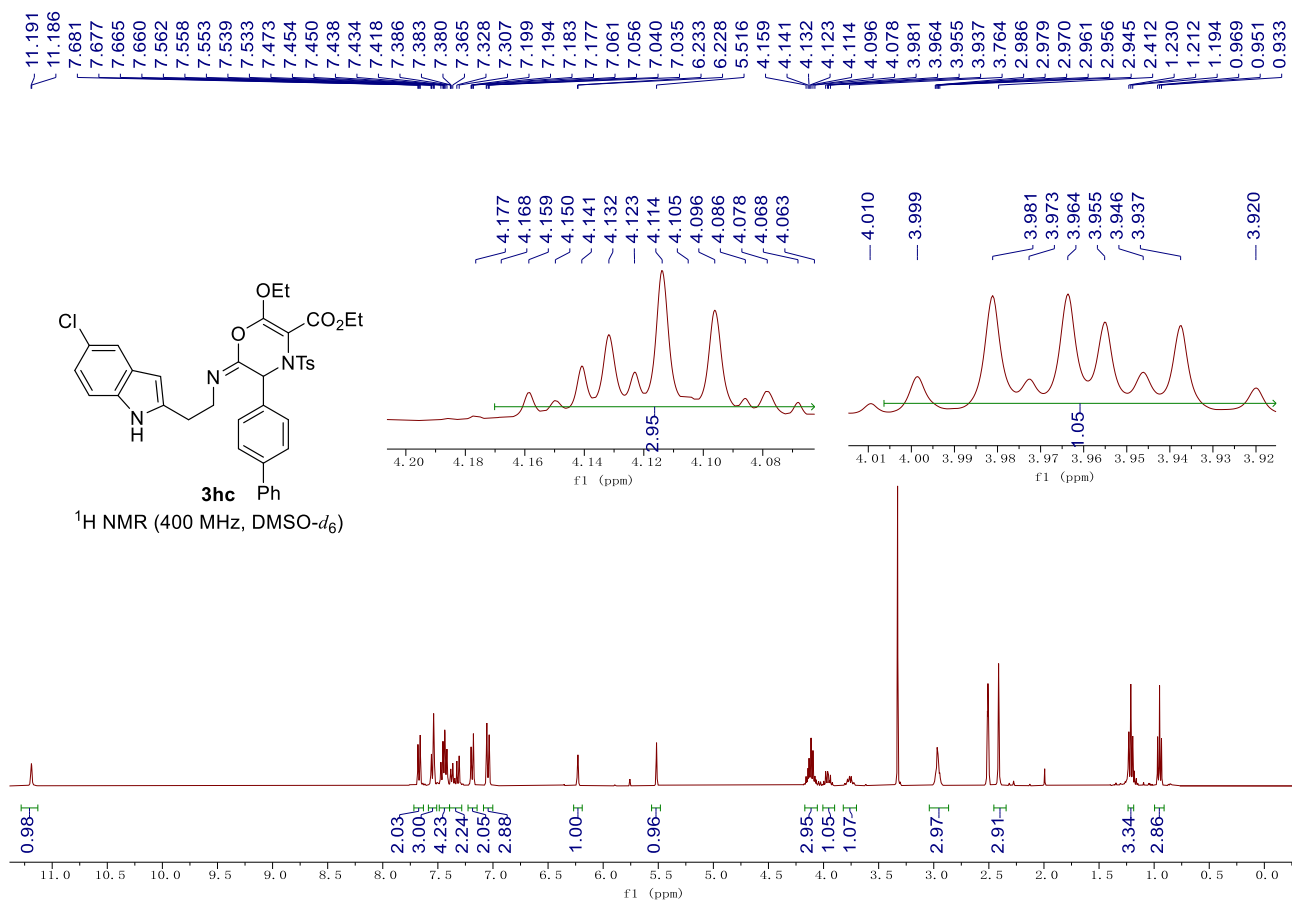 11.191 11.186 7.681 7.677 7.665 7.660 7.562 7.558 7.553 7.539 7.533 7.473 7.454 7.450 7.438 7.434 7.418 7.386 7.383 7.380 7.365 7.328 7.307 7.199 7.194 7.183 7.177 7.061 7.056 7.040 7.035 6.233 6.228 5.516 4.159 4.141 4.132 4.123 4.114 4.096 4.078 3.981 3.964 3.955 3.937 3.764 2.986 2.979 2.970 2.961 2.956 2.945 2.412 1.230 1.212 1.194 0.969 0.951 0.933
4.177 4.168 4.159 4.150 4.141 4.132 4.123 4.114 4.105 4.096 4.086 4.078 4.068 4.063
4.010 3.999 3.981 3.973 3.964 3.955 3.946 3.937 3.920
OEt
Cl
O
CO2Et
N
NTs
N
H
Ph
3hc
1H NMR (400 MHz, DMSO-d6)
2.95
4.20 4.18 4.16 4.14 4.12 4.10 4.08
f1 (ppm)
1.05
4.01 4.00 3.99 3.98 3.97 3.96 3.95 3.94 3.93 3.92
f1 (ppm)
0.98 2.03 3.00 4.23 2.24 2.05 2.88 1.00 0.96 2.95 1.05 1.07 2.97 2.91 3.34 2.86
11.0 10.5 10.0 9.5 9.0 8.5 8.0 7.5 7.0 6.5 6.0 5.5 5.0 4.5 4.0 3.5 3.0 2.5 2.0 1.5 1.0 0.5 0.0
f1 (ppm)